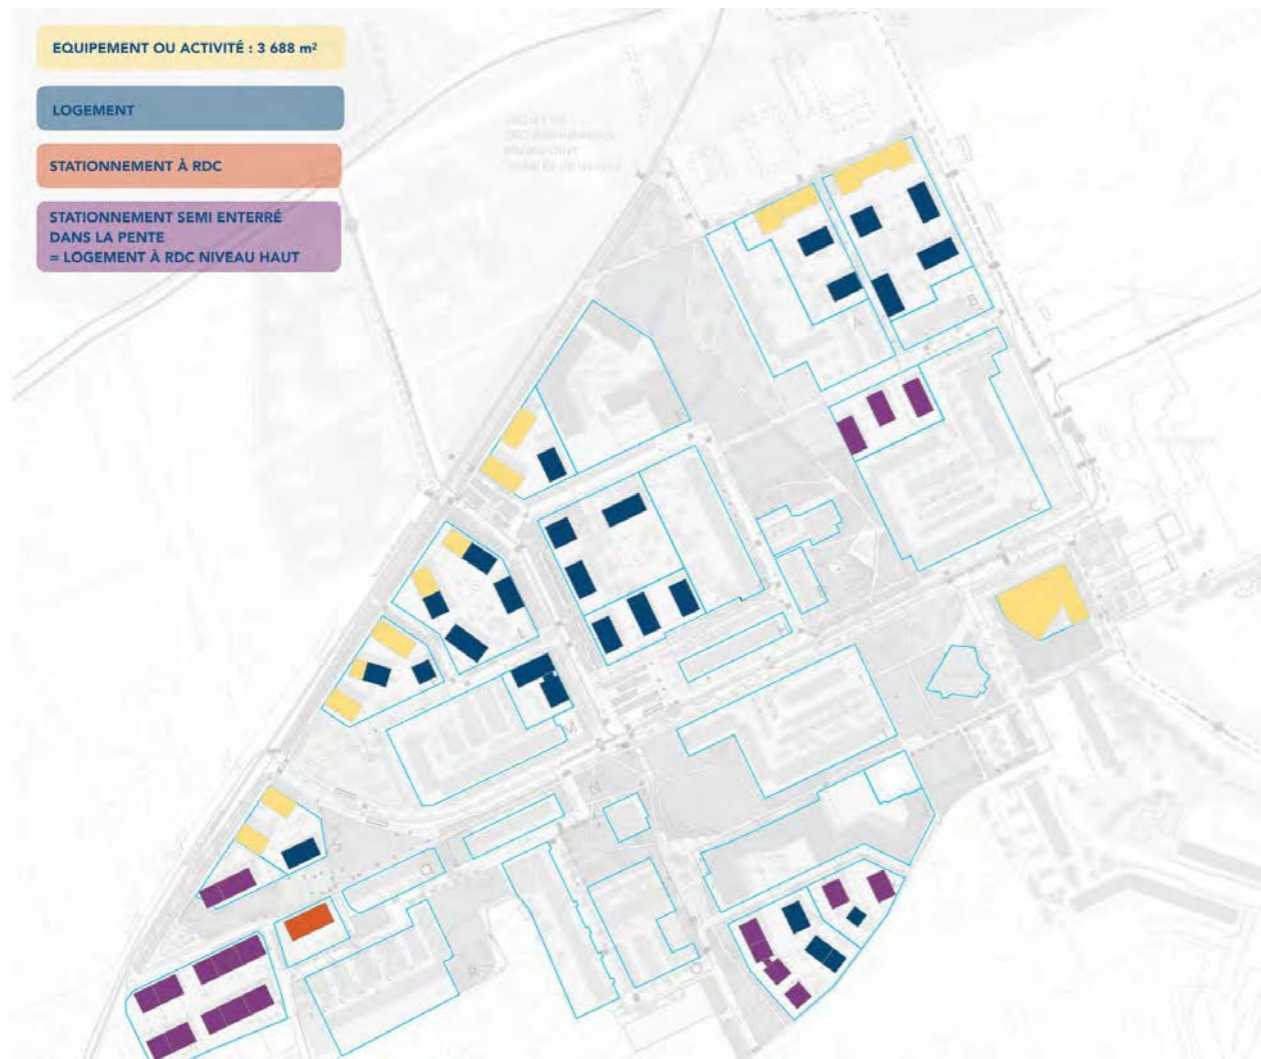 EQUIPEMENT OU ACTIVITÉ : 3 688 m²
LOGEMENT
STATIONNEMENT À RDC
STATIONNEMENT SEMI ENTERRÉ
DANS LA PENTE
= LOGEMENT À RDC NIVEAU HAUT
A
B
C